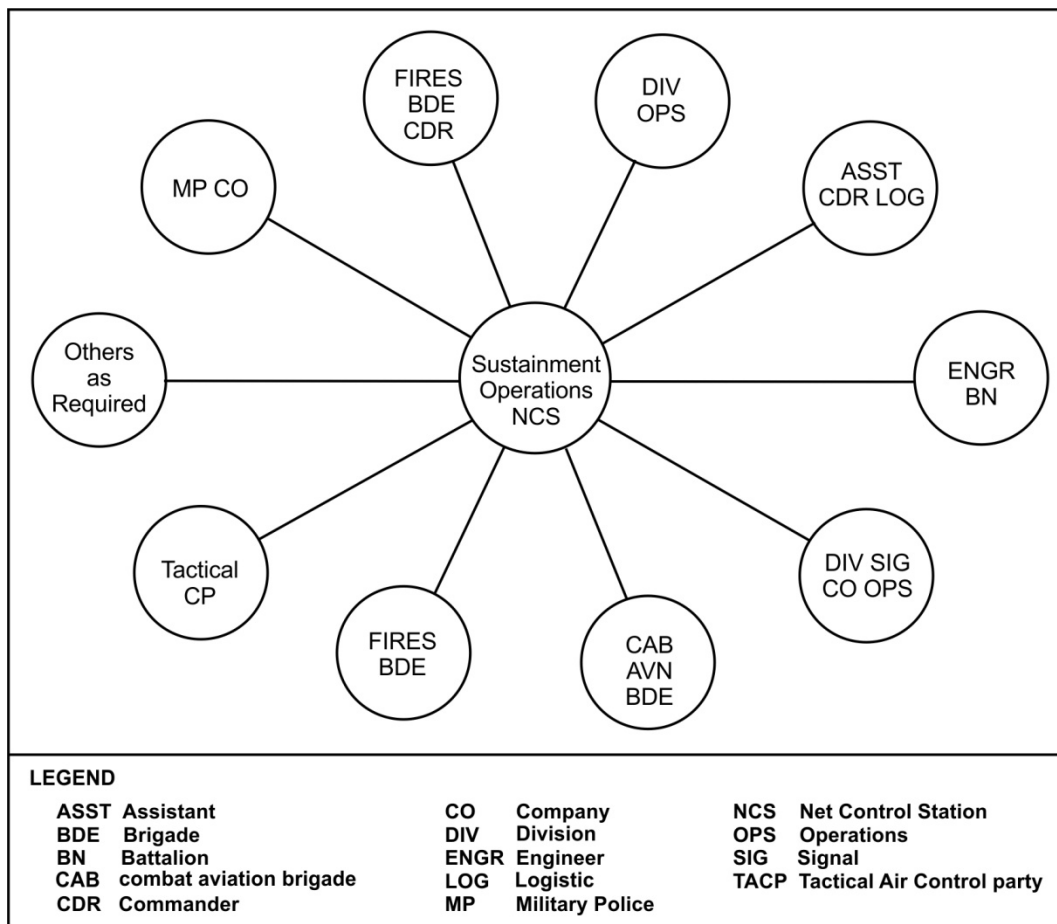 FIRES
BDE
CDR
DIV
OPS
ASST
CDR LOG
MP CO
Others
as
Required
Sustainment
Operations
NCS
ENGR
BN
Tactical
CP
DIV SIG
CO OPS
FIRES
BDE
CAB
AVN
BDE
LEGEND
ASST Assistant
BDE Brigade
BN Battalion
CAB combat aviation brigade
CDR Commander
CO Company
DIV Division
ENGR Engineer
LOG Logistic
MP Military Police
NCS Net Control Station
OPS Operations
SIG Signal
TACP Tactical Air Control party